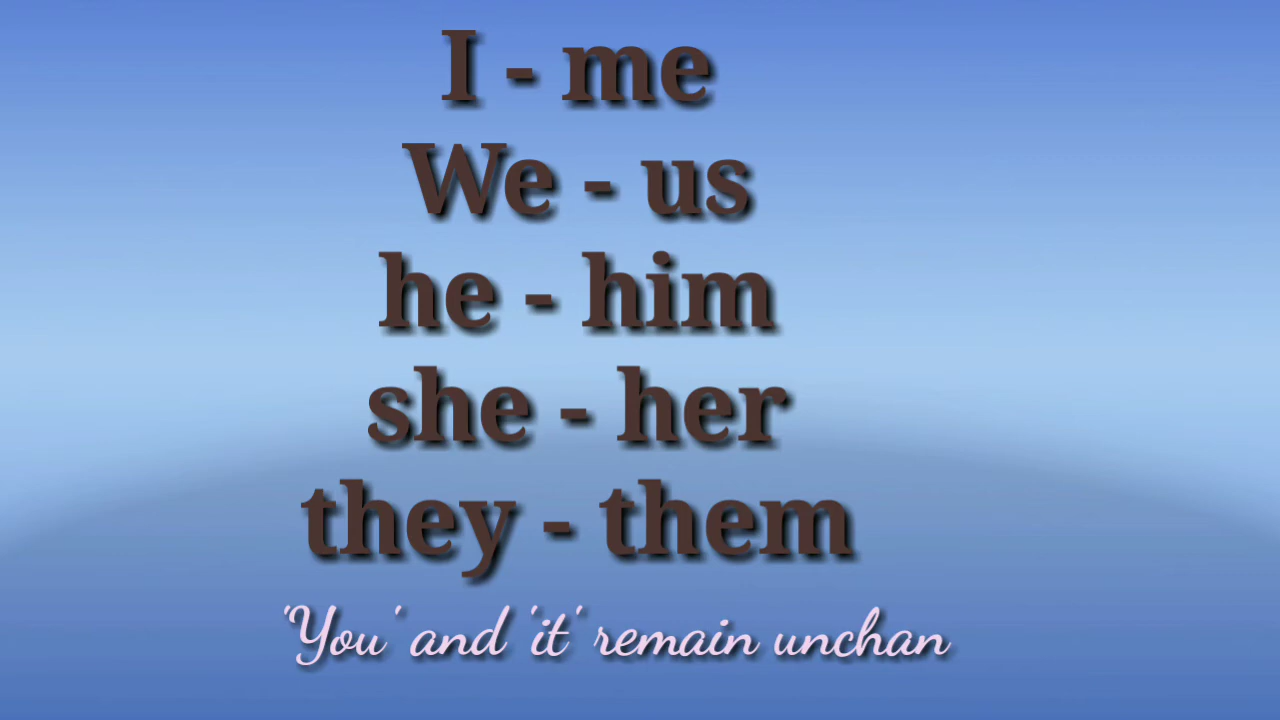 I - me
We - us
he - him
she - her
they - them
'You' and 'it' remain unchan